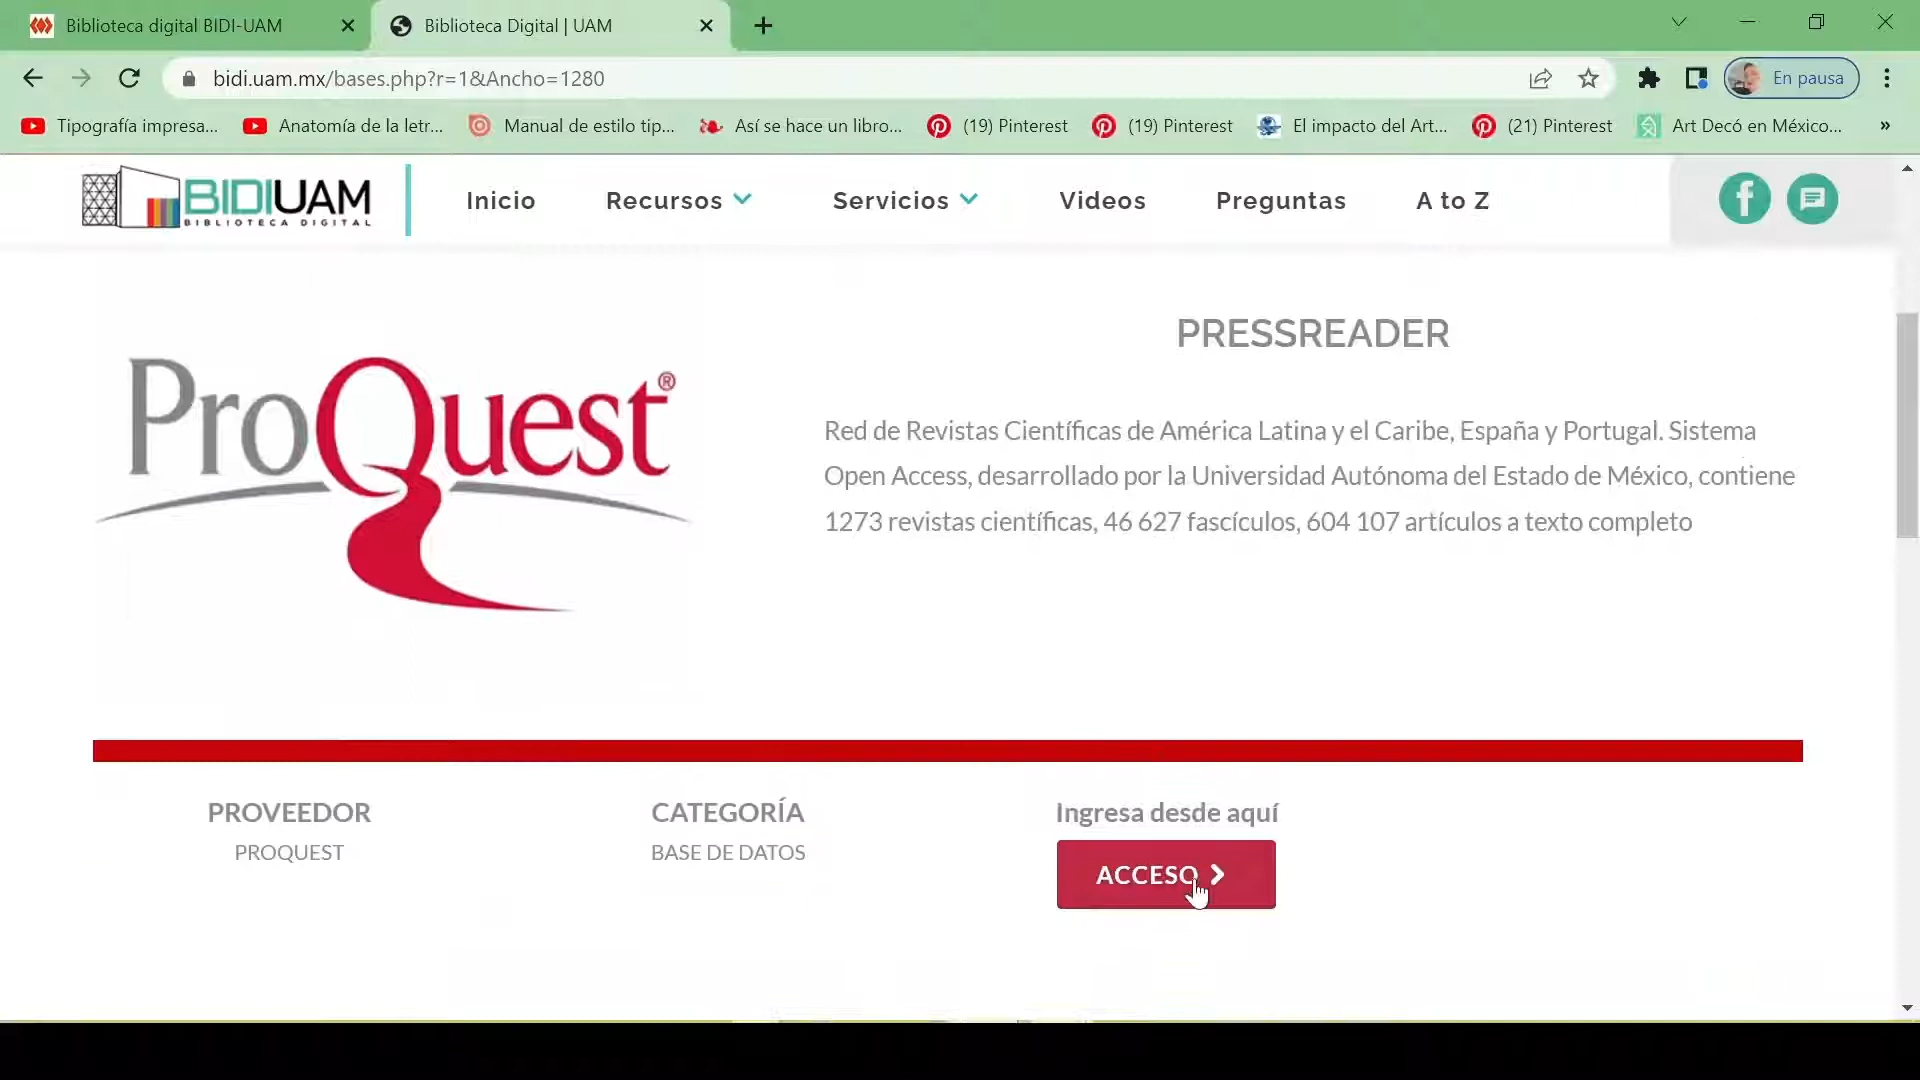 Biblioteca digital BIDI-UAM
Biblioteca Digital | UAM
bidi.uam.mx/bases.php?r=1&Ancho=1280
En pausa
Tipografía impresa...
Anatomía de la letr...
Manual de estilo tip...
Así se hace un libro...
(19) Pinterest
(19) Pinterest
El impacto del Art...
(21) Pinterest
Art Decó en México...
»
BIDIUAM
BIBLIOTECA DIGITAL
Inicio
Recursos
Servicios
Videos
Preguntas
A to Z
ProQuest®
PRESSREADER
Red de Revistas Científicas de América Latina y el Caribe, España y Portugal. Sistema
Open Access, desarrollado por la Universidad Autónoma del Estado de México, contiene
1273 revistas científicas, 46 627 fascículos, 604 107 artículos a texto completo
PROVEEDOR
PROQUEST
CATEGORÍA
BASE DE DATOS
Ingresa desde aquí
ACCESO